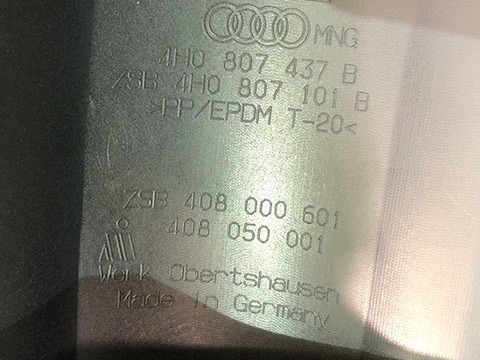 MNG
4H0 807 437 B
ZSB 4H0 807 101 B
>PP/EPDM T-20<
ZSB 408 000 601
408 050 001
Werk Obertshausen
Made in Germany